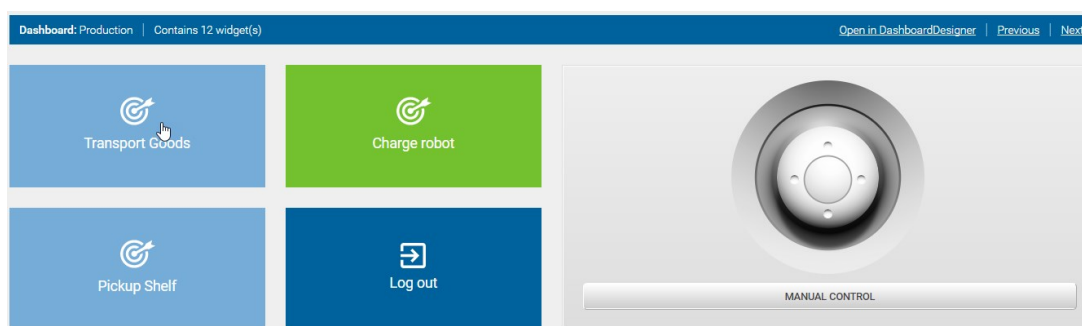 Dashboard: Production | Contains 12 widget(s) Open in DashboardDesigner | Previous | Next
Transport Goods
Charge robot
Pickup Shelf
Log out
MANUAL CONTROL